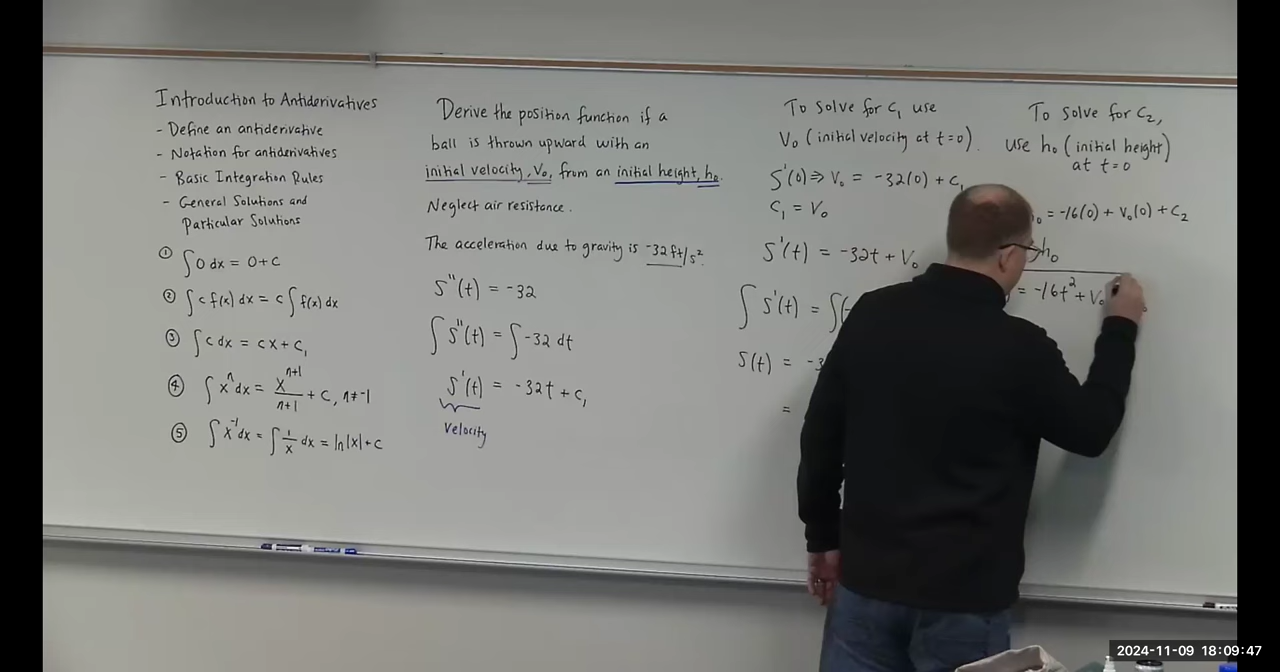 Introduction to Antiderivatives
- Define an antiderivative
- Notation for antiderivatives
- Basic Integration Rules
- General Solutions and
Particular Solutions
① ∫0 dx = 0+C
② ∫c f(x) dx = c∫f(x) dx
③ ∫c dx = cx + C₁
④ ∫xⁿ dx = xⁿ⁺¹/(n+1) + C, n≠-1
⑤ ∫x⁻¹ dx = ∫1/x dx = ln|x|+C
Derive the position function if a
ball is thrown upward with an
initial velocity, V₀, from an initial height, h₀.
Neglect air resistance.
The acceleration due to gravity is -32 ft/s²
S''(t) = -32
∫S''(t) = ∫-32 dt
S'(t) = -32t + C₁
velocity
To solve for C₁ use
V₀ (initial velocity at t=0).
S'(0) ⇒ V₀ = -32(0) + C₁
C₁ = V₀
S'(t) = -32t + V₀
∫S'(t) = ∫(-
S(t) = -3
=
To solve for C₂,
use h₀ (initial height)
at t=0
= -16(0) + V₀(0) + C₂
h₀
= -16t² + V₀
2024-11-09 18:09:47